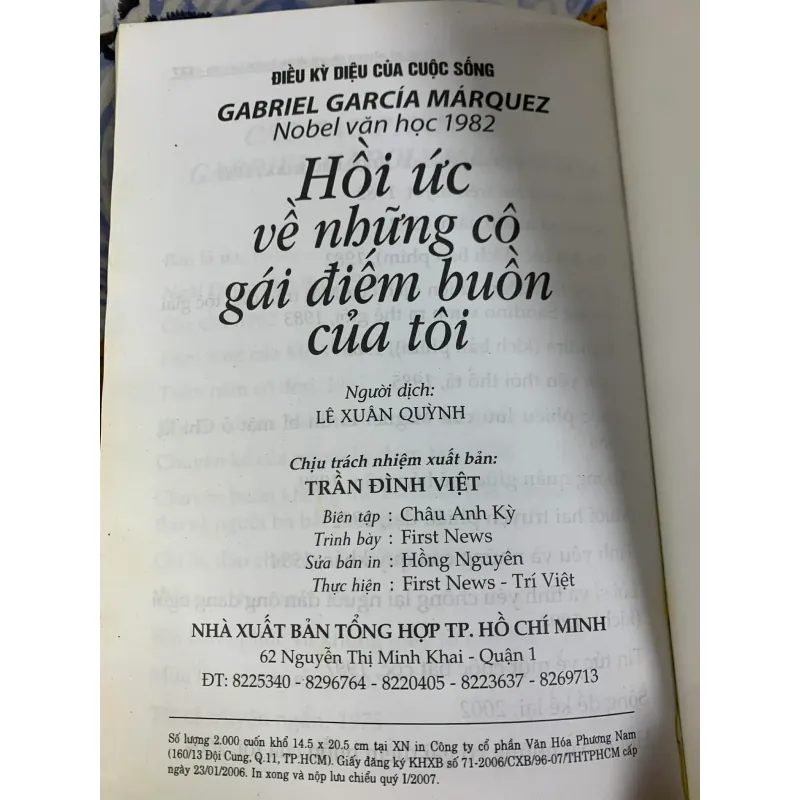 ĐIỀU KỲ DIỆU CỦA CUỘC SỐNG
GABRIEL GARCÍA MÁRQUEZ
Nobel văn học 1982
Hồi ức
về những cô
gái điếm buồn
của tôi
Người dịch:
LÊ XUÂN QUỲNH
Chịu trách nhiệm xuất bản:
TRẦN ĐÌNH VIỆT
Biên tập : Châu Anh Kỳ
Trình bày : First News
Sửa bản in : Hồng Nguyên
Thực hiện : First News - Trí Việt
NHÀ XUẤT BẢN TỔNG HỢP TP. HỒ CHÍ MINH
62 Nguyễn Thị Minh Khai - Quận 1
ĐT: 8225340 - 8296764 - 8220405 - 8223637 - 8269713
Số lượng 2.000 cuốn khổ 14.5 x 20.5 cm tại XN in Công ty cổ phần Văn Hóa Phương Nam
(160/13 Đội Cung, Q.11, TP.HCM). Giấy đăng ký KHXB số 71-2006/CXB/96-07/THTPHCM cấp
ngày 23/01/2006. In xong và nộp lưu chiểu quý I/2007.